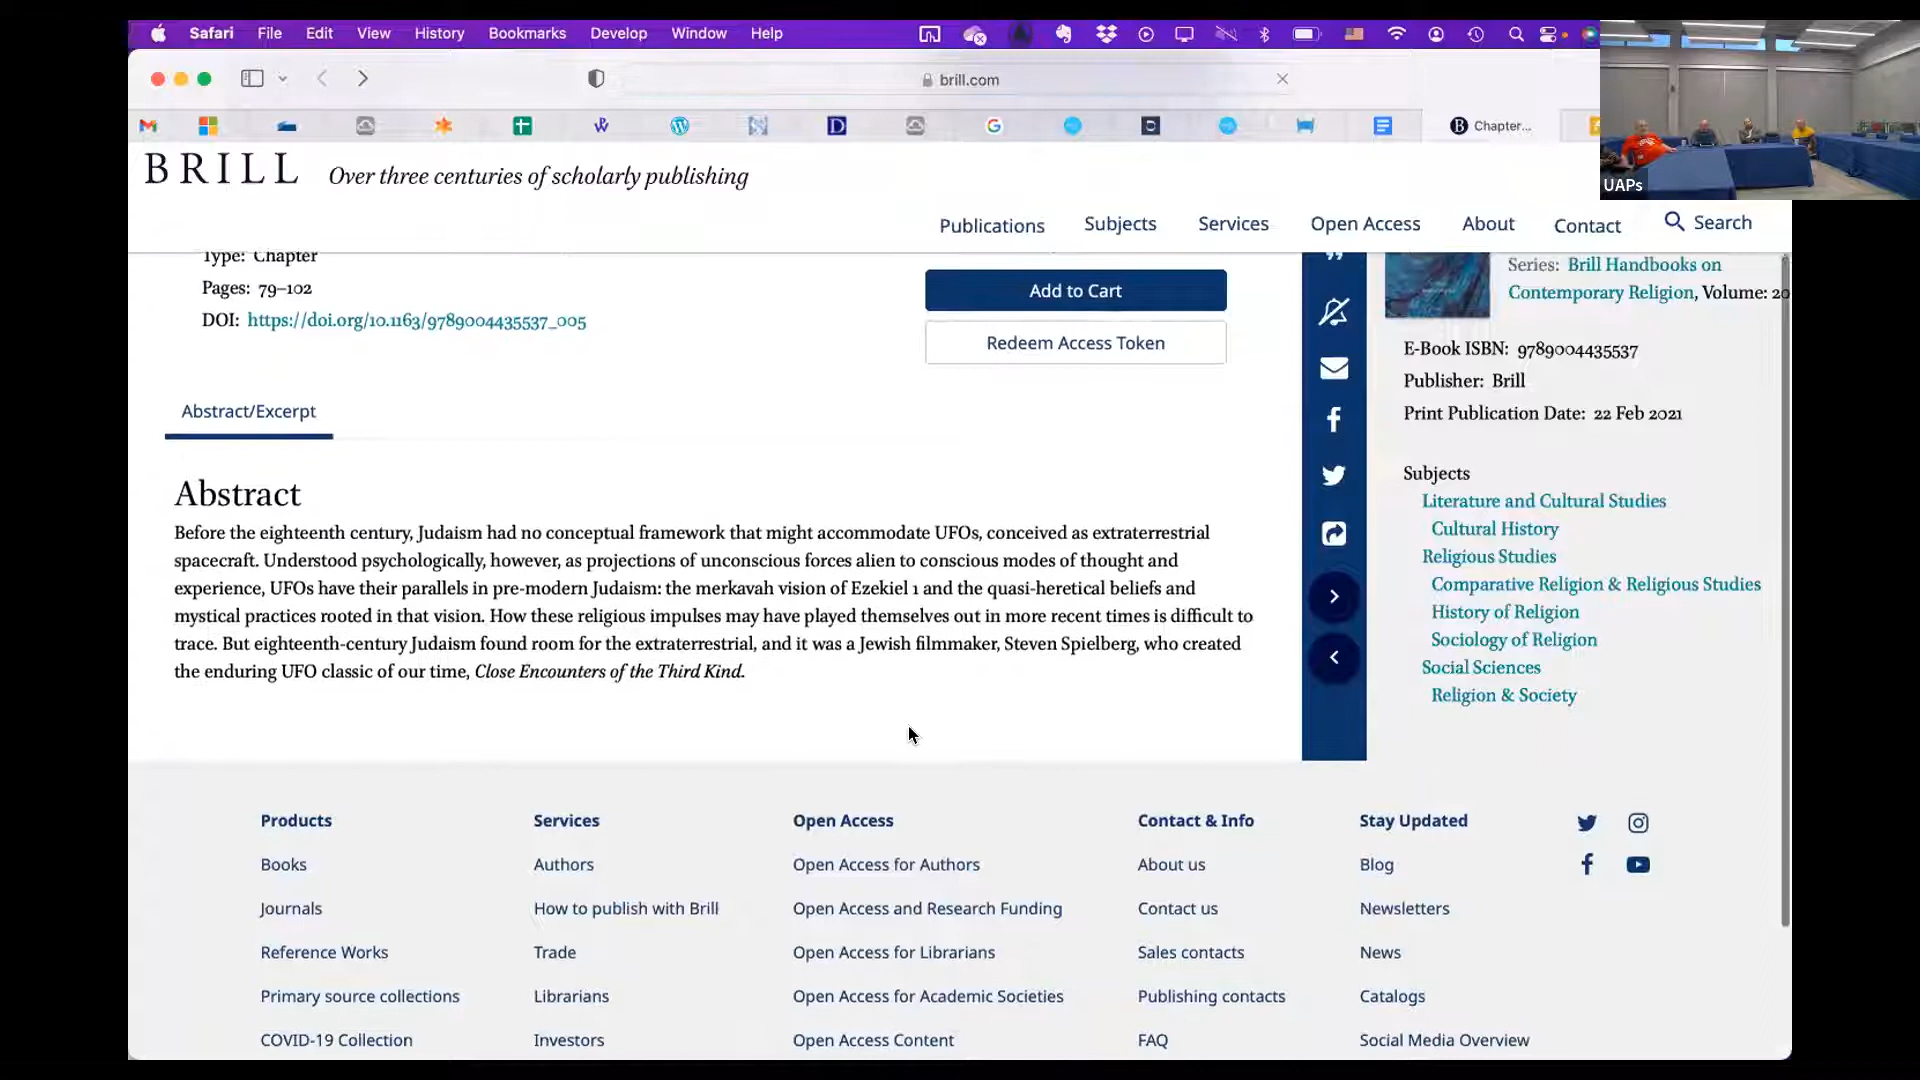 Safari File Edit View History Bookmarks Develop Window Help
brill.com
Chapter...
UAPs
BRILL Over three centuries of scholarly publishing
Publications Subjects Services Open Access About Contact Search
Type: Chapter
Pages: 79–102
DOI: https://doi.org/10.1163/9789004435537_005
Add to Cart
Redeem Access Token
Series: Brill Handbooks on
Contemporary Religion, Volume: 20
E-Book ISBN: 9789004435537
Publisher: Brill
Print Publication Date: 22 Feb 2021
Subjects
Literature and Cultural Studies
Cultural History
Religious Studies
Comparative Religion & Religious Studies
History of Religion
Sociology of Religion
Social Sciences
Religion & Society
Abstract/Excerpt
Abstract
Before the eighteenth century, Judaism had no conceptual framework that might accommodate UFOs, conceived as extraterrestrial
spacecraft. Understood psychologically, however, as projections of unconscious forces alien to conscious modes of thought and
experience, UFOs have their parallels in pre-modern Judaism: the merkavah vision of Ezekiel 1 and the quasi-heretical beliefs and
mystical practices rooted in that vision. How these religious impulses may have played themselves out in more recent times is difficult to
trace. But eighteenth-century Judaism found room for the extraterrestrial, and it was a Jewish filmmaker, Steven Spielberg, who created
the enduring UFO classic of our time, Close Encounters of the Third Kind.
Products
Books
Journals
Reference Works
Primary source collections
COVID-19 Collection
Services
Authors
How to publish with Brill
Trade
Librarians
Investors
Open Access
Open Access for Authors
Open Access and Research Funding
Open Access for Librarians
Open Access for Academic Societies
Open Access Content
Contact & Info
About us
Contact us
Sales contacts
Publishing contacts
FAQ
Stay Updated
Blog
Newsletters
News
Catalogs
Social Media Overview